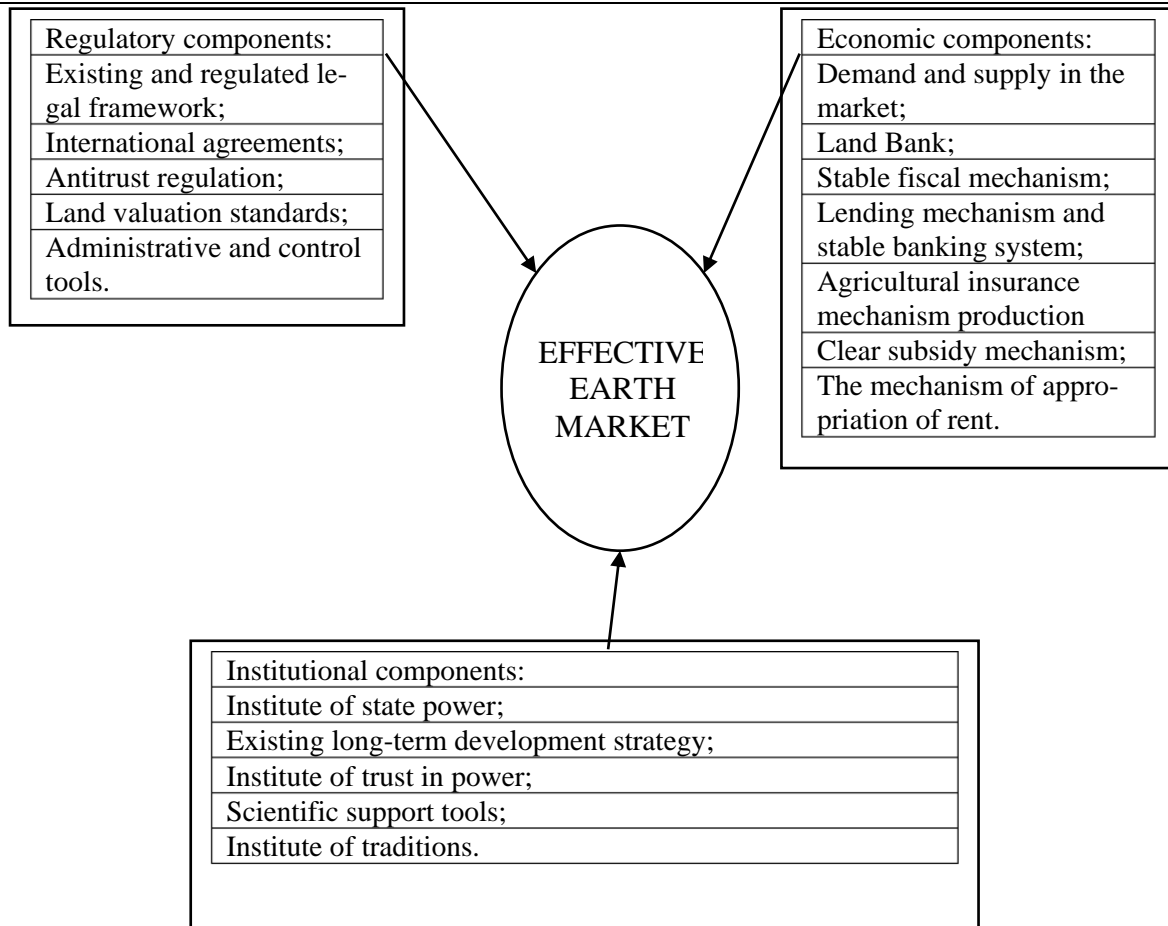 Regulatory components:
Existing and regulated le-
gal framework;
International agreements;
Antitrust regulation;
Land valuation standards;
Administrative and control
tools.
Economic components:
Demand and supply in the
market;
Land Bank;
Stable fiscal mechanism;
Lending mechanism and
stable banking system;
Agricultural insurance
mechanism production
Clear subsidy mechanism;
The mechanism of appro-
priation of rent.
EFFECTIVE
EARTH
MARKET
Institutional components:
Institute of state power;
Existing long-term development strategy;
Institute of trust in power;
Scientific support tools;
Institute of traditions.